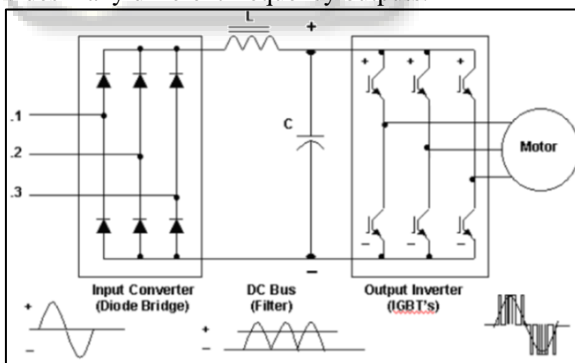 L
+
+ + +
.1
C
.2
Motor
.3
– – –
–
Input Converter
(Diode Bridge)
DC Bus
(Filter)
Output Inverter
(IGBT's)
+
–
+
–